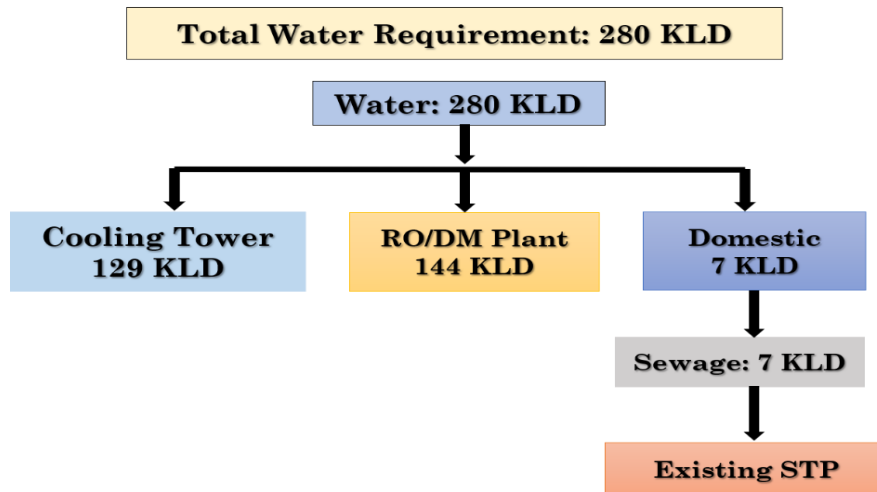 Total Water Requirement: 280 KLD
Water: 280 KLD
Cooling Tower
129 KLD
RO/DM Plant
144 KLD
Domestic
7 KLD
Sewage: 7 KLD
Existing STP